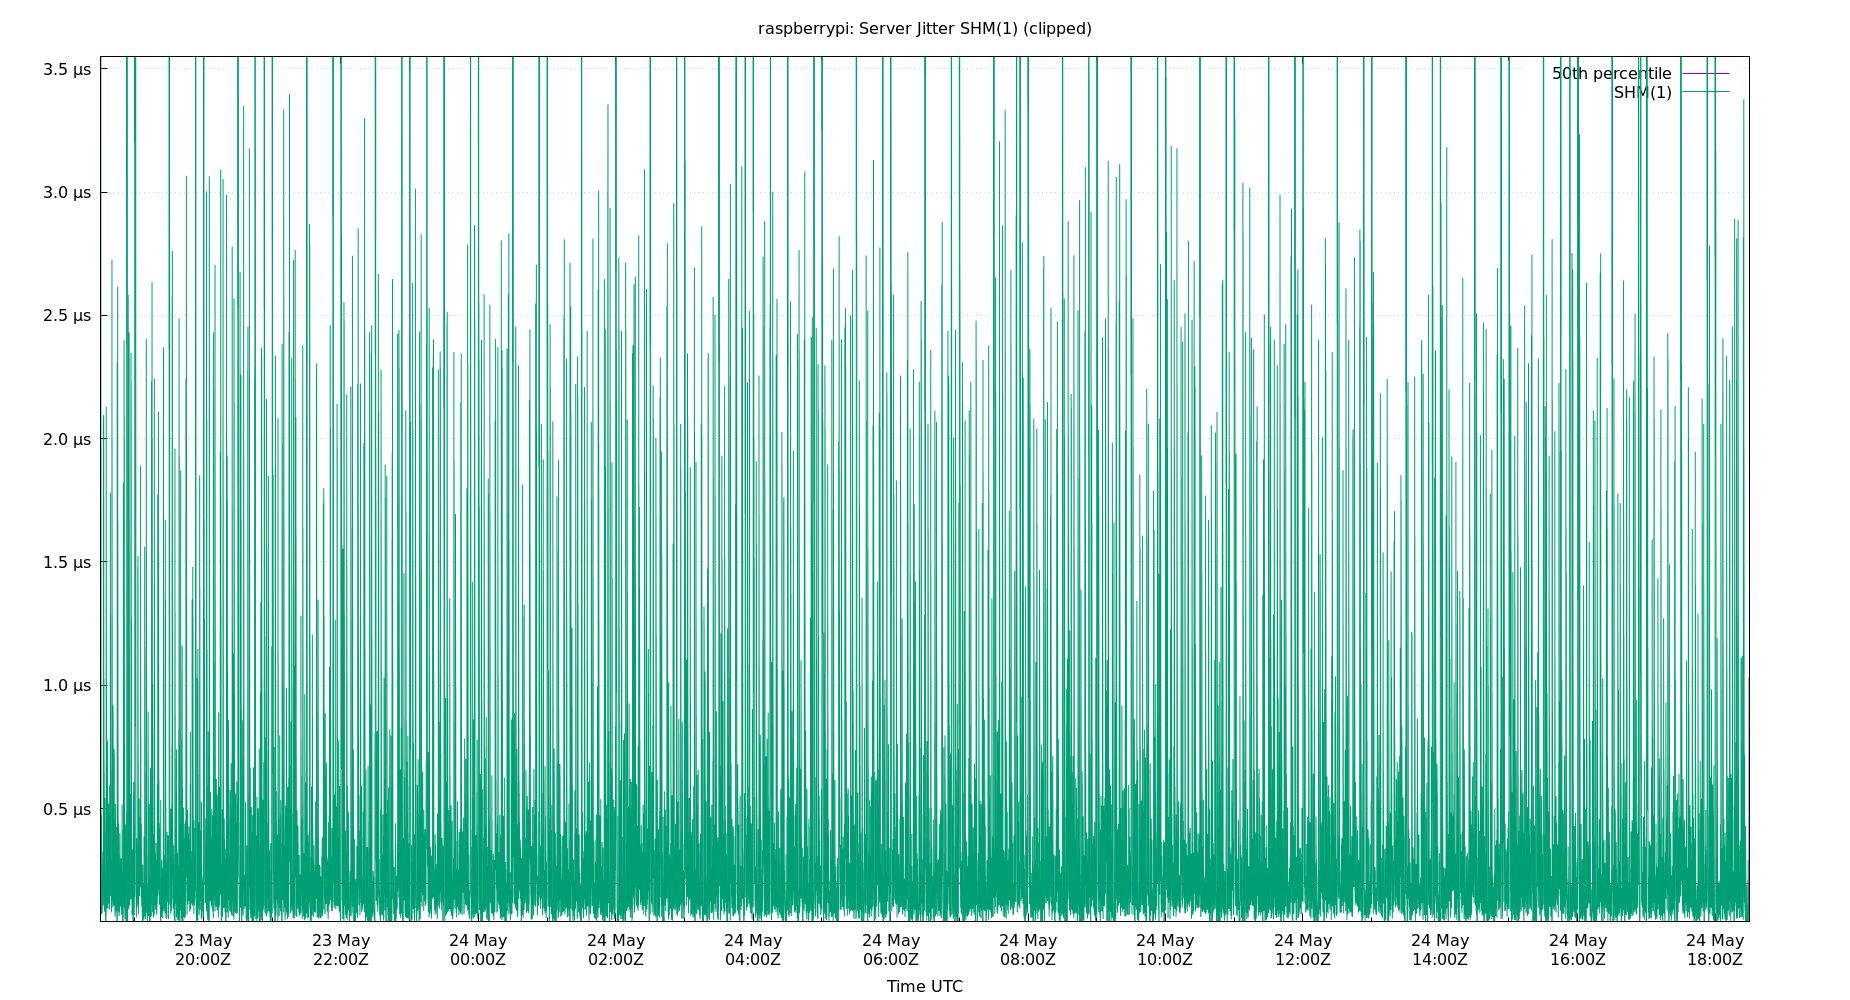 raspberrypi: Server Jitter SHM(1) (clipped)
3.5 µs
50th percentile
SHM(1)
3.0 µs
2.5 µs
2.0 µs
1.5 µs
1.0 µs
0.5 µs
23 May 23 May 24 May 24 May 24 May 24 May 24 May 24 May 24 May 24 May 24 May 24 May
20:00Z 22:00Z 00:00Z 02:00Z 04:00Z 06:00Z 08:00Z 10:00Z 12:00Z 14:00Z 16:00Z 18:00Z
Time UTC